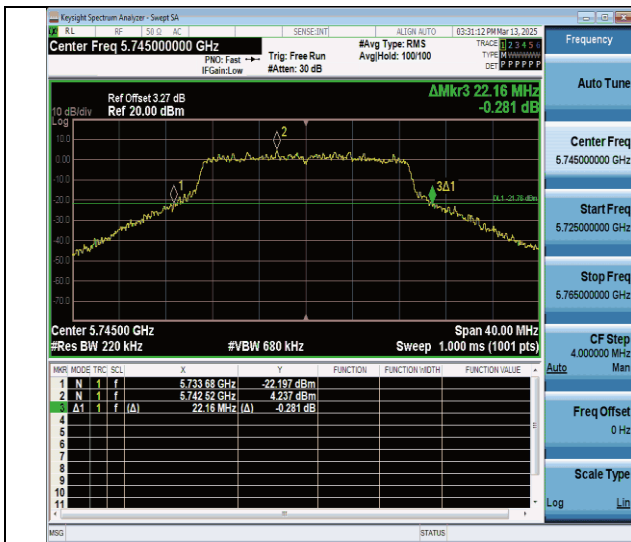 Keysight Spectrum Analyzer - Swept SA
RL RF 50 Ω AC SENSE:INT ALIGN AUTO 03:31:12 PM Mar 13, 2025
Center Freq 5.745000000 GHz
PNO: Fast
IFGain:Low
Trig: Free Run
#Atten: 30 dB
#Avg Type: RMS
Avg|Hold: 100/100
TRACE 1 2 3 4 5 6
TYPE M WWWWW
DET P P P P P P
Ref Offset 3.27 dB
Ref 20.00 dBm
10 dB/div
Log
ΔMkr3 22.16 MHz
-0.281 dB
10.0
0.00
-10.0
-20.0
-30.0
-40.0
-50.0
-60.0
-70.0
1
2
3Δ1
DL1 -21.76 dBm
Center 5.74500 GHz
Span 40.00 MHz
#Res BW 220 kHz
#VBW 680 kHz
Sweep 1.000 ms (1001 pts)
MKR MODE TRC SCL X Y FUNCTION FUNCTION WIDTH FUNCTION VALUE
1 N 1 f 5.733 68 GHz -22.197 dBm
2 N 1 f 5.742 52 GHz 4.237 dBm
3 Δ1 1 f (Δ) 22.16 MHz (Δ) -0.281 dB
4
5
6
7
8
9
10
11
MSG
STATUS
Frequency
Auto Tune
Center Freq
5.745000000 GHz
Start Freq
5.725000000 GHz
Stop Freq
5.765000000 GHz
CF Step
4.000000 MHz
Auto Man
Freq Offset
0 Hz
Scale Type
Log Lin